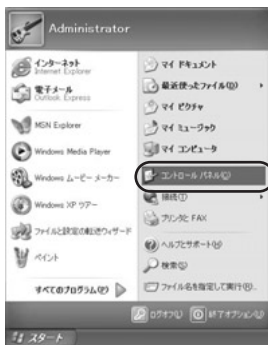 Administrator
インターネット
Internet Explorer
電子メール
Outlook Express
MSN Explorer
Windows Media Player
Windows ムービー メーカー
Windows XP ツアー
ファイルと設定の転送ウィザード
ペイント
すべてのプログラム(P)
マイ ドキュメント
最近使ったファイル(D)
マイ ピクチャ
マイ ミュージック
マイ コンピュータ
コントロール パネル(C)
接続(T)
プリンタと FAX
ヘルプとサポート(H)
検索(S)
ファイル名を指定して実行(R)...
ログオフ(L)
終了オプション(U)
スタート